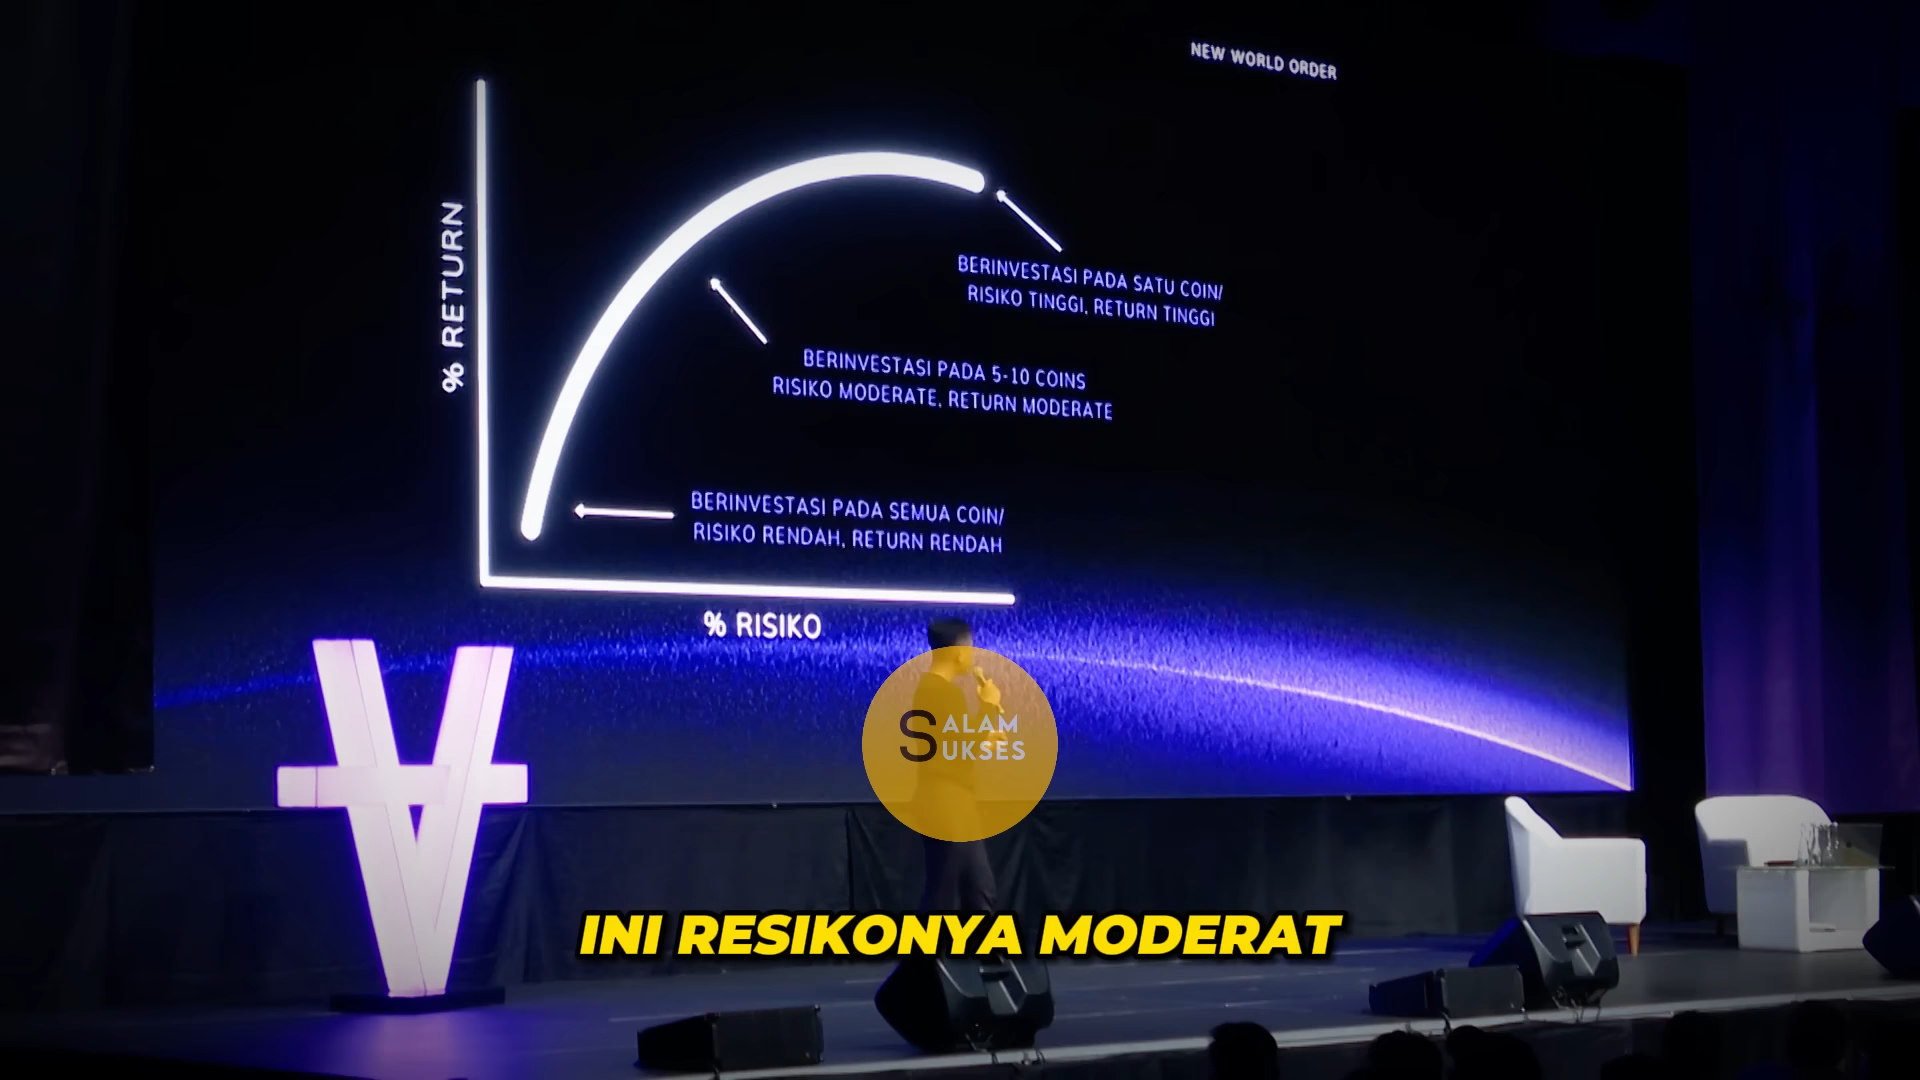 NEW WORLD ORDER
% RETURN
BERINVESTASI PADA SATU COIN/
RISIKO TINGGI, RETURN TINGGI
BERINVESTASI PADA 5-10 COINS
RISIKO MODERATE, RETURN MODERATE
BERINVESTASI PADA SEMUA COIN/
RISIKO RENDAH, RETURN RENDAH
% RISIKO
SALAM
SUKSES
INI RESIKONYA MODERAT